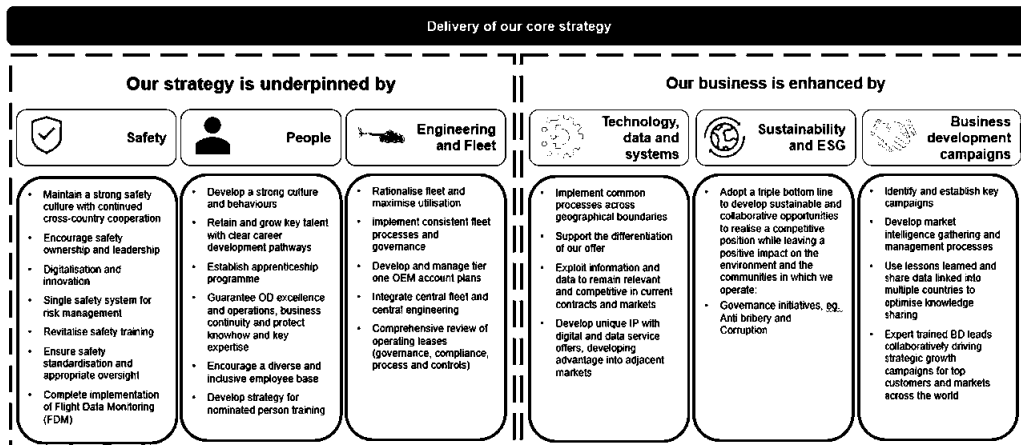 Delivery of our core strategy
Our strategy is underpinned by
Safety
• Maintain a strong safety
culture with continued
cross-country cooperation
• Encourage safety
ownership and leadership
• Digitalisation and
innovation
• Single safety system for
risk management
• Revitalise safety training
• Ensure safety
standardisation and
appropriate oversight
• Complete implementation
of Flight Data Monitoring
(FDM)
People
• Develop a strong culture
and behaviours
• Retain and grow key talent
with clear career
development pathways
• Establish apprenticeship
programme
• Guarantee OD excellence
and operations, business
continuity and protect
knowhow and key
expertise
• Encourage a diverse and
inclusive employee base
• Develop strategy for
nominated person training
Engineering
and Fleet
• Rationalise fleet and
maximise utilisation
• Implement consistent fleet
processes and
governance
• Develop and manage tier
one OEM account plans
• Integrate central fleet and
central engineering
• Comprehensive review of
operating leases
(governance, compliance,
process and controls)
Our business is enhanced by
Technology,
data and
systems
• Implement common
processes across
geographical boundaries
• Support the differentiation
of our offer
• Exploit information and
data to remain relevant
and competitive in current
contracts and markets
• Develop unique IP with
digital and data service
offers, developing
advantage into adjacent
markets
Sustainability
and ESG
• Adopt a triple bottom line
to develop sustainable and
collaborative opportunities
to realise a competitive
position while leaving a
positive impact on the
environment and the
communities in which we
operate:
• Governance initiatives, eg.
Anti bribery and
Corruption
Business
development
campaigns
• Identify and establish key
campaigns
• Develop market
intelligence gathering and
management processes
• Use lessons learned and
share data linked into
multiple countries to
optimise knowledge
sharing
• Expert trained BD leads
collaboratively driving
strategic growth
campaigns for top
customers and markets
across the world